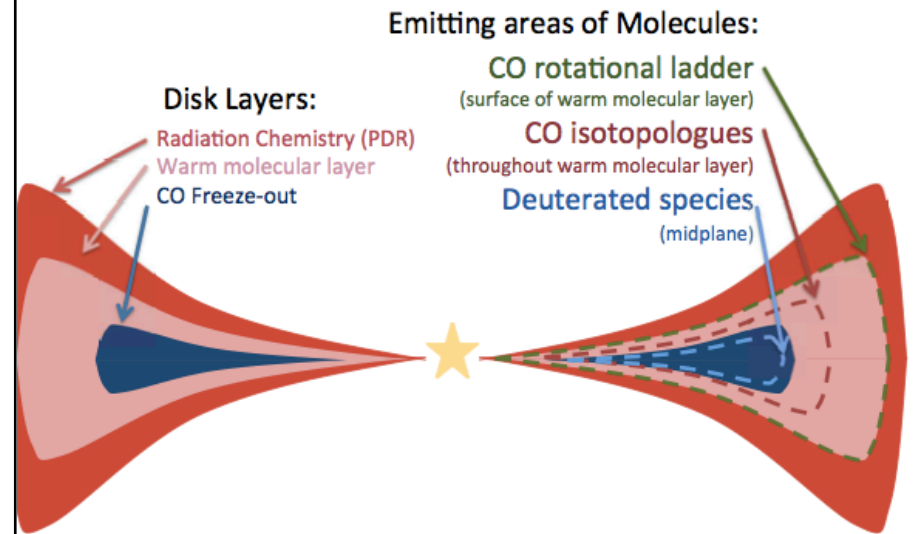 Emitting areas of Molecules:
CO rotational ladder
(surface of warm molecular layer)
CO isotopologues
(throughout warm molecular layer)
Deuterated species
(midplane)
Disk Layers:
Radiation Chemistry (PDR)
Warm molecular layer
CO Freeze-out